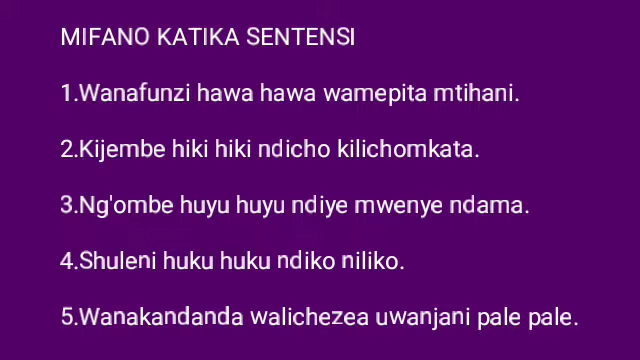 MIFANO KATIKA SENTENSI
1.Wanafunzi hawa hawa wamepita mtihani.
2.Kijembe hiki hiki ndicho kilichomkata.
3.Ng'ombe huyu huyu ndiye mwenye ndama.
4.Shuleni huku huku ndiko niliko.
5.Wanakandanda walichezea uwanjani pale pale.